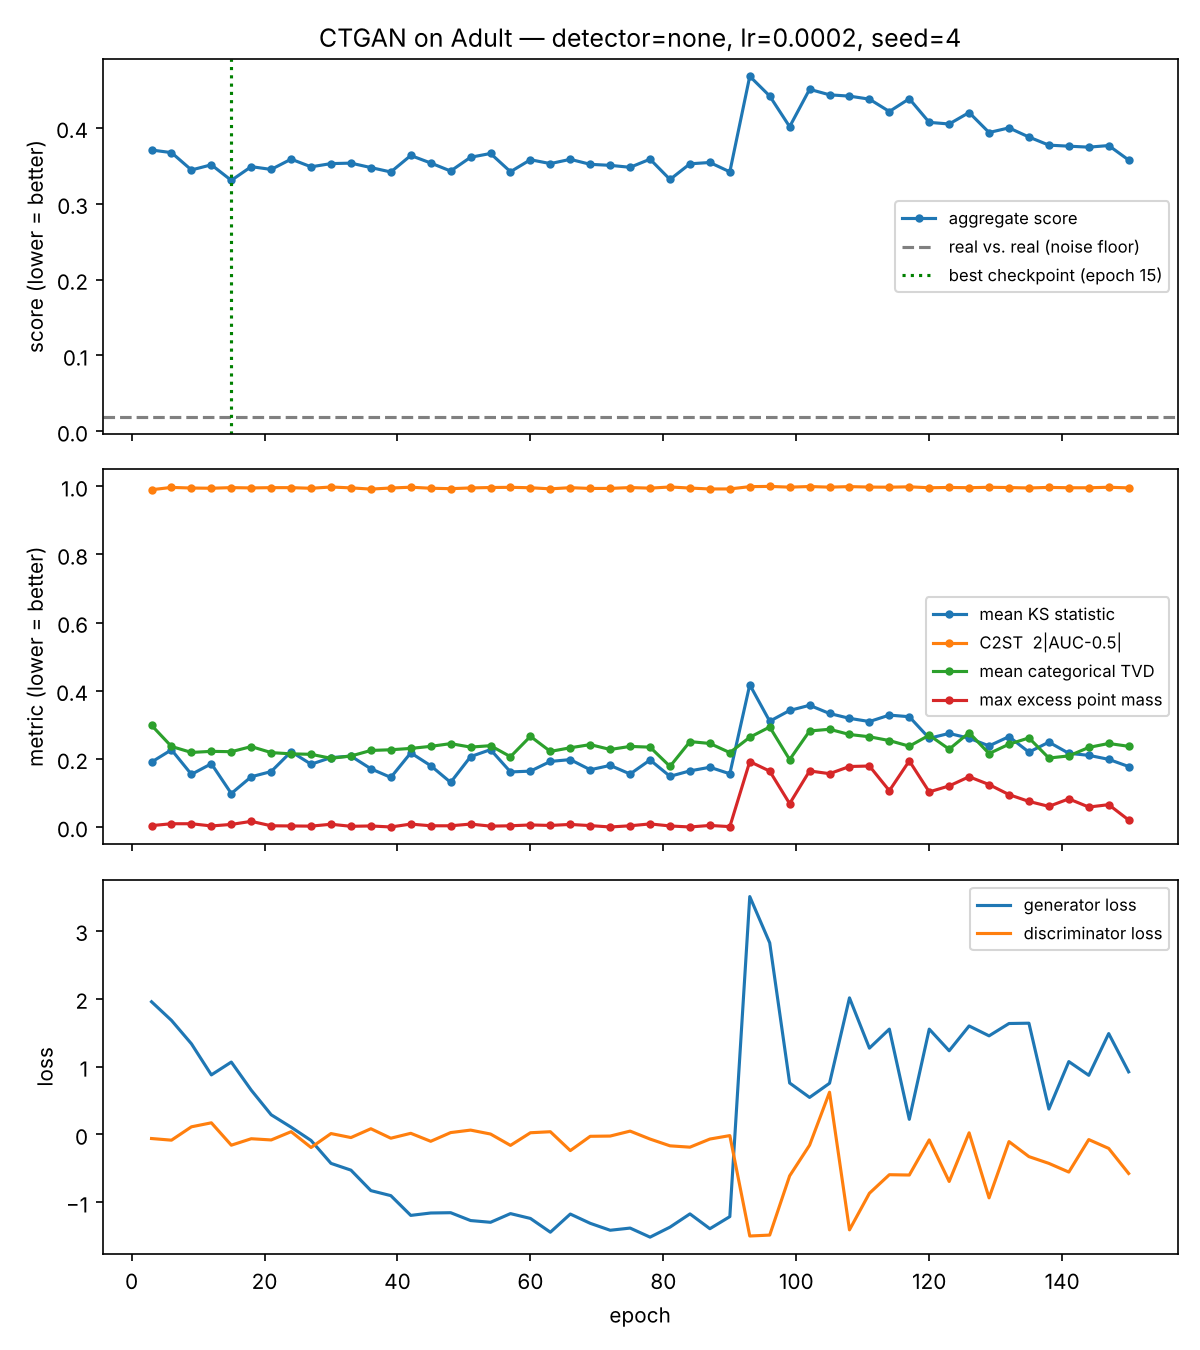 CTGAN on Adult — detector=none, lr=0.0002, seed=4
score (lower = better)
0.4
0.3
0.2
0.1
0.0
aggregate score
real vs. real (noise floor)
best checkpoint (epoch 15)
metric (lower = better)
1.0
0.8
0.6
0.4
0.2
0.0
mean KS statistic
C2ST 2|AUC-0.5|
mean categorical TVD
max excess point mass
loss
3
2
1
0
−1
generator loss
discriminator loss
0 20 40 60 80 100 120 140
epoch